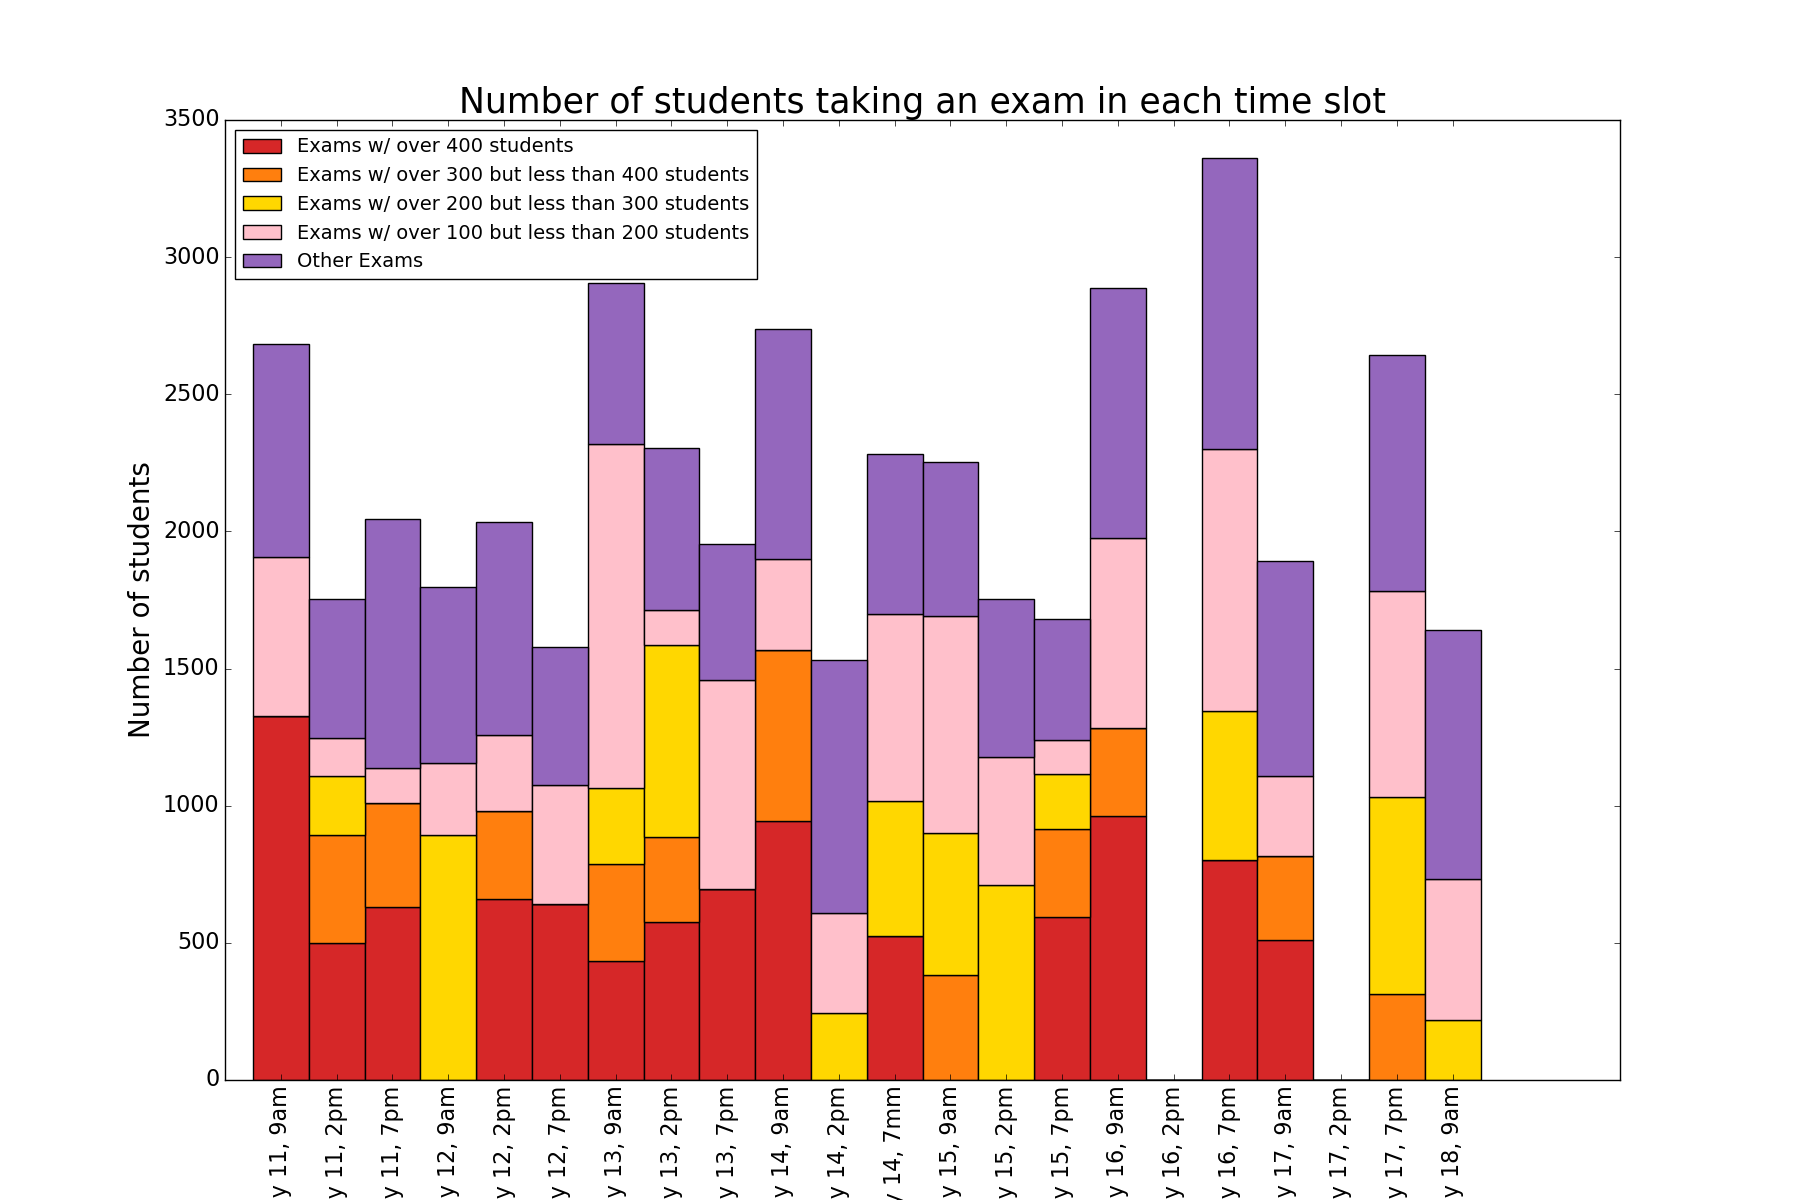 Number of students taking an exam in each time slot
Exams w/ over 400 students
Exams w/ over 300 but less than 400 students
Exams w/ over 200 but less than 300 students
Exams w/ over 100 but less than 200 students
Other Exams
Number of students
3500
3000
2500
2000
1500
1000
500
0
y 11, 9am
y 11, 2pm
y 11, 7pm
y 12, 9am
y 12, 2pm
y 12, 7pm
y 13, 9am
y 13, 2pm
y 13, 7pm
y 14, 9am
y 14, 2pm
y 14, 7mm
y 15, 9am
y 15, 2pm
y 15, 7pm
y 16, 9am
y 16, 2pm
y 16, 7pm
y 17, 9am
y 17, 2pm
y 17, 7pm
y 18, 9am